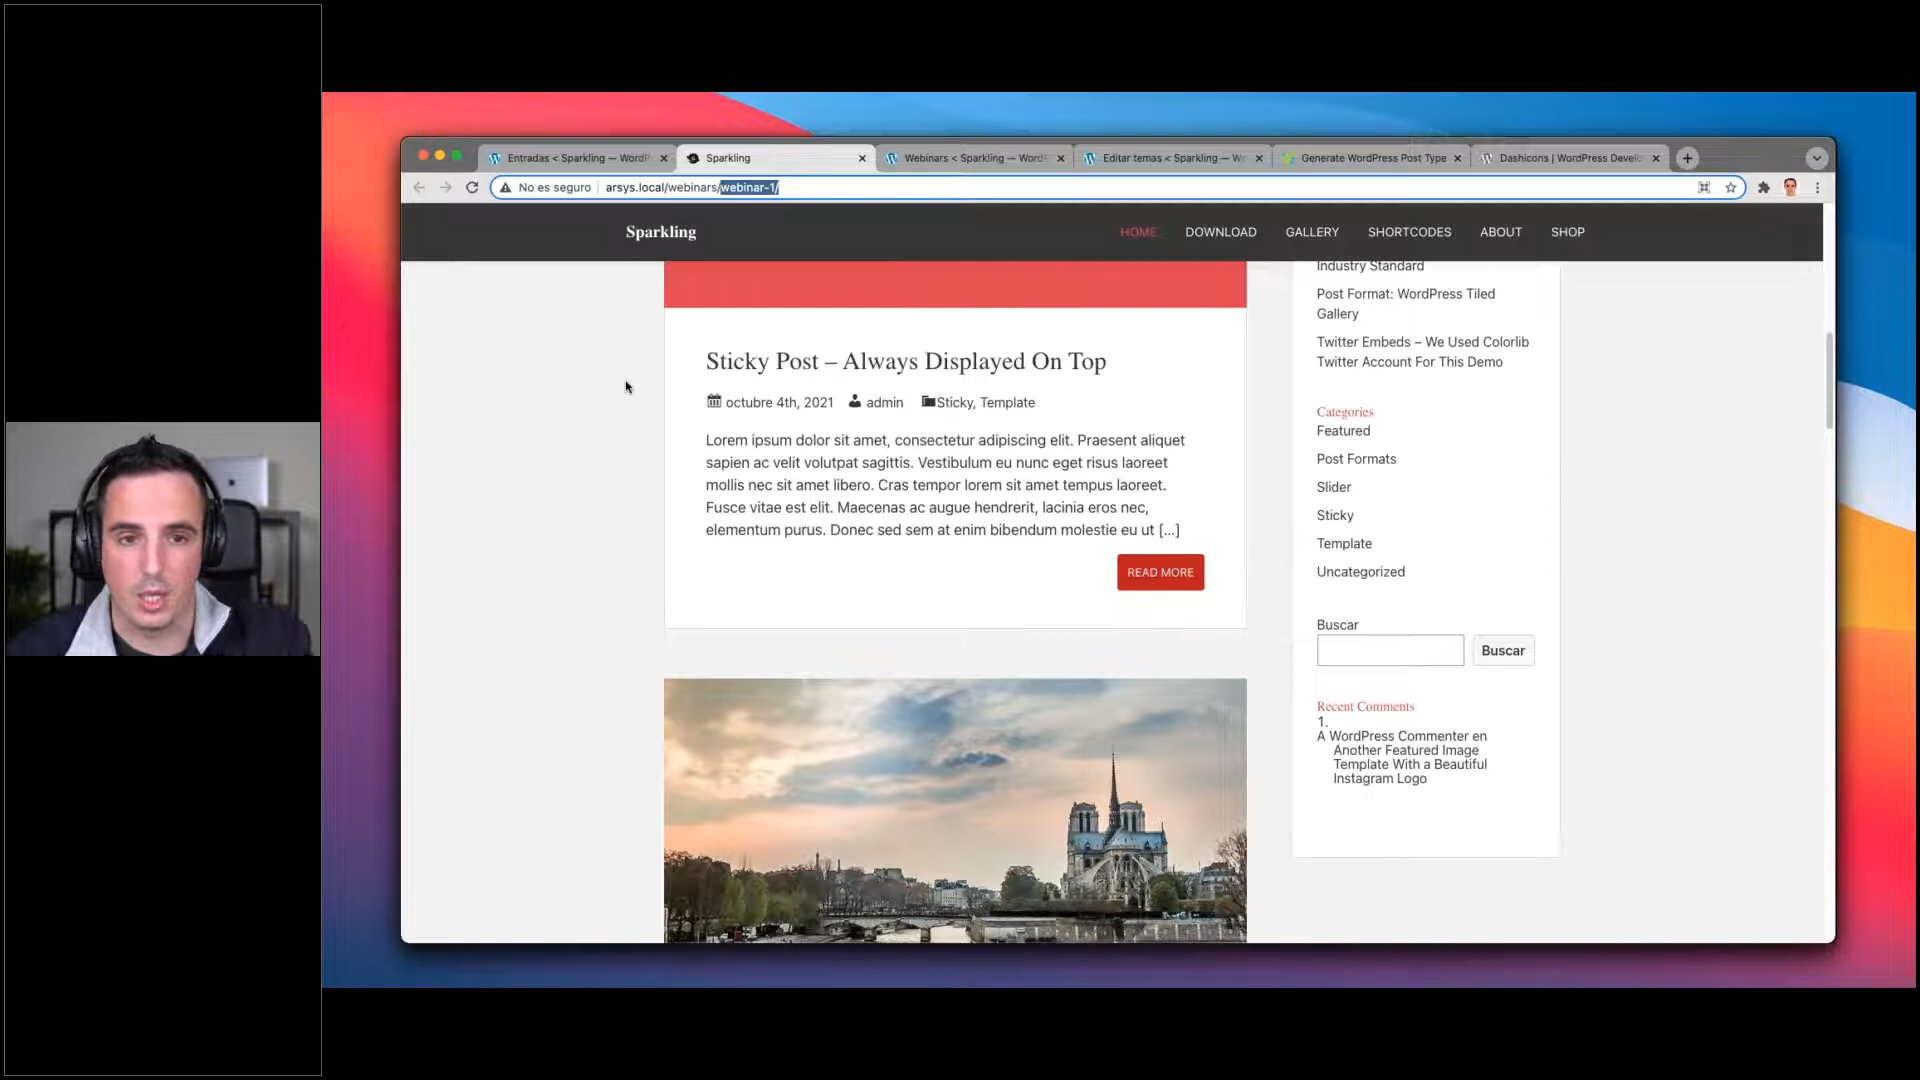 Entradas < Sparkling — WordP
Sparkling
Webinars < Sparkling — Word
Editar temas < Sparkling — W
Generate WordPress Post Type
Dashicons | WordPress Develo
No es seguro
arsys.local/webinars/webinar-1/
Sparkling
HOME
DOWNLOAD
GALLERY
SHORTCODES
ABOUT
SHOP
Sticky Post – Always Displayed On Top
octubre 4th, 2021
admin
Sticky, Template
Lorem ipsum dolor sit amet, consectetur adipiscing elit. Praesent aliquet
sapien ac velit volutpat sagittis. Vestibulum eu nunc eget risus laoreet
mollis nec sit amet libero. Cras tempor lorem sit amet tempus laoreet.
Fusce vitae est elit. Maecenas ac augue hendrerit, lacinia eros nec,
elementum purus. Donec sed sem at enim bibendum molestie eu ut [...]
READ MORE
Industry Standard
Post Format: WordPress Tiled
Gallery
Twitter Embeds – We Used Colorlib
Twitter Account For This Demo
Categories
Featured
Post Formats
Slider
Sticky
Template
Uncategorized
Buscar
Buscar
Recent Comments
1.
A WordPress Commenter en
Another Featured Image
Template With a Beautiful
Instagram Logo